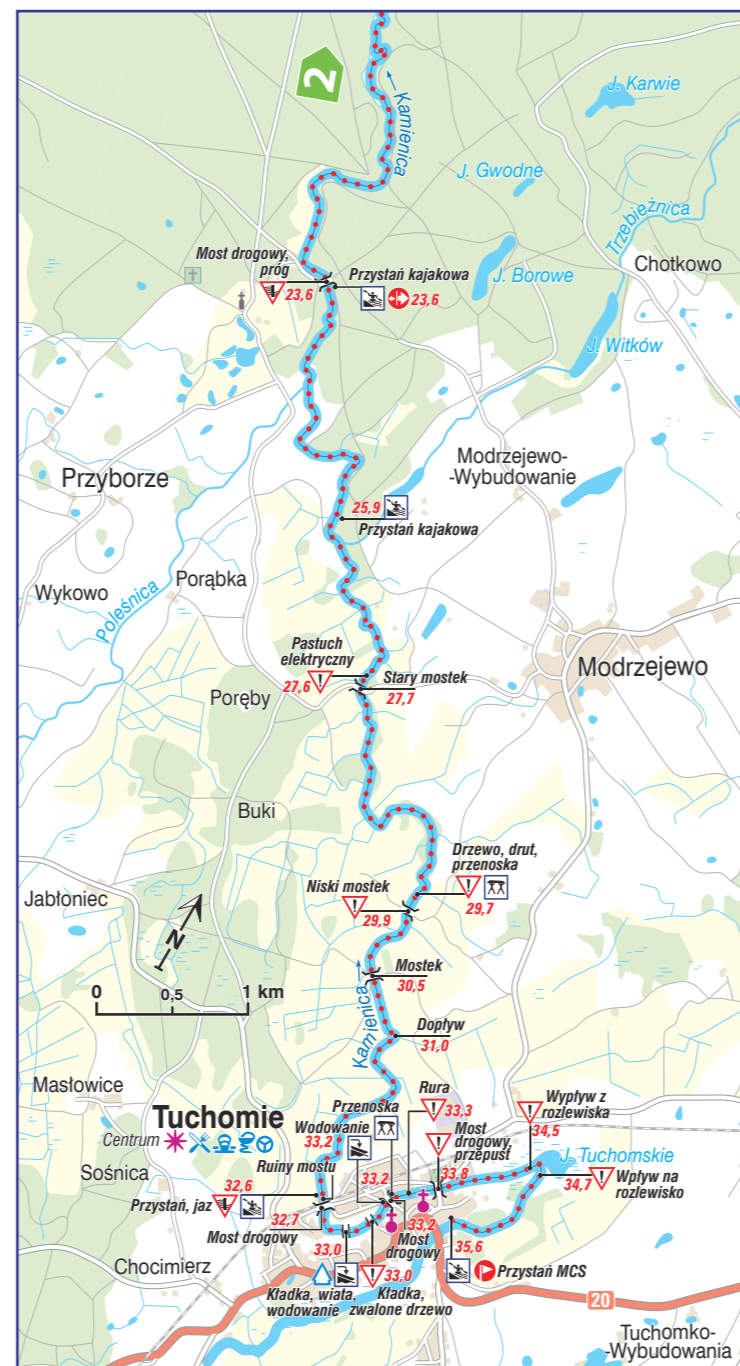 2
Kamienica
J. Karwie
J. Gwodne
Trzebieżnica
Most drogowy,
próg
23,6
Przystań kajakowa
23,6
J. Borowe
Chotkowo
J. Witków
Modrzejewo-
-Wybudowanie
Przyborze
25,9
Przystań kajakowa
Porąbka
Wykowo
Poleśnica
Pastuch
elektryczny
27,6
Stary mostek
27,7
Modrzejewo
Poręby
Buki
Drzewo, drut,
przenoska
29,7
Niski mostek
29,9
Jabłoniec
N
Mostek
30,5
0 0,5 1 km
Kamienica
Dopływ
31,0
Masłowice
Tuchomie
Centrum
Przenoska
Wodowanie
33,2
33,2
Rura
33,3
Most
drogowy,
przepust
33,8
Wypływ z
rozlewiska
34,5
J. Tuchomskie
34,7
Wpływ na
rozlewisko
Sośnica
Ruiny mostu
32,6
Przystań, jaz
32,7
Most drogowy
33,2
Most
drogowy
35,6
Przystań MCS
Chocimierz
33,0
Kładka, wiata,
wodowanie
33,0
Kładka,
zwalone drzewo
20
Tuchomko-
-Wybudowania